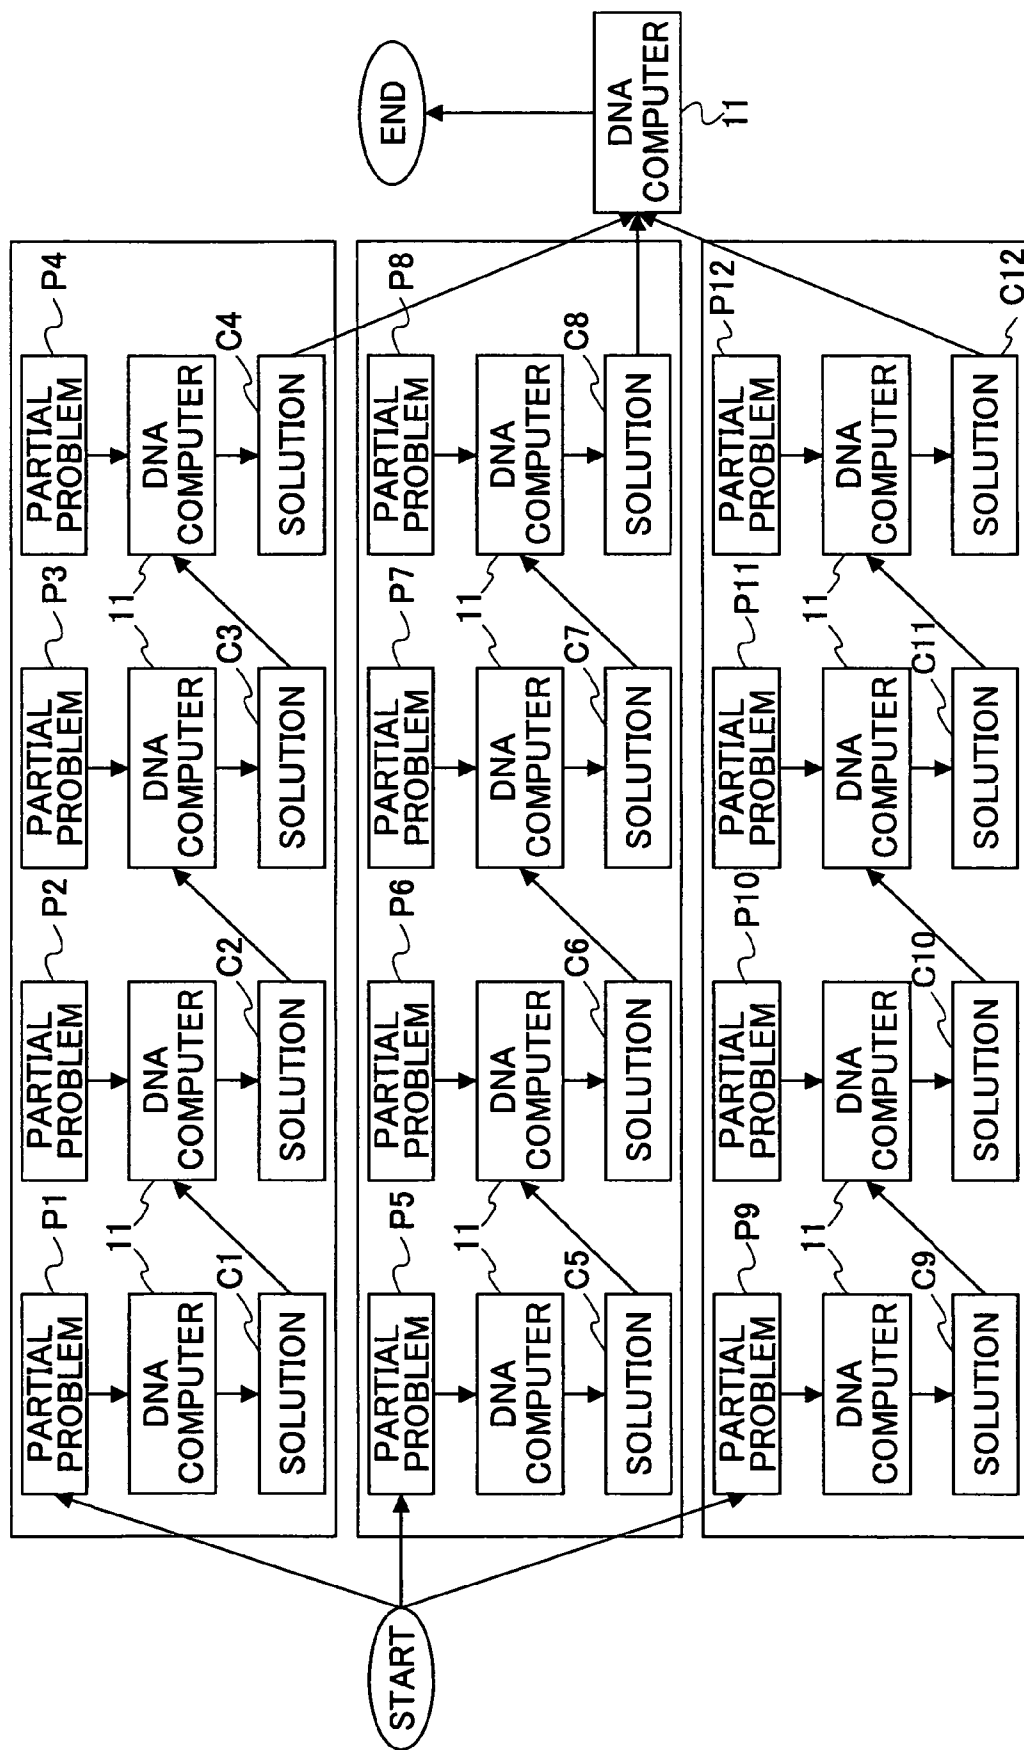 START
PARTIAL
PROBLEM
P1
PARTIAL
PROBLEM
P2
PARTIAL
PROBLEM
P3
PARTIAL
PROBLEM
P4
DNA
COMPUTER
11
DNA
COMPUTER
DNA
COMPUTER
11
DNA
COMPUTER
SOLUTION
C1
SOLUTION
C2
SOLUTION
C3
SOLUTION
C4
PARTIAL
PROBLEM
P5
PARTIAL
PROBLEM
P6
PARTIAL
PROBLEM
P7
PARTIAL
PROBLEM
P8
DNA
COMPUTER
11
DNA
COMPUTER
DNA
COMPUTER
11
DNA
COMPUTER
SOLUTION
C5
SOLUTION
C6
SOLUTION
C7
SOLUTION
C8
PARTIAL
PROBLEM
P9
PARTIAL
PROBLEM
P10
PARTIAL
PROBLEM
P11
PARTIAL
PROBLEM
P12
DNA
COMPUTER
11
DNA
COMPUTER
DNA
COMPUTER
11
DNA
COMPUTER
SOLUTION
C9
SOLUTION
C10
SOLUTION
C11
SOLUTION
C12
DNA
COMPUTER
11
END